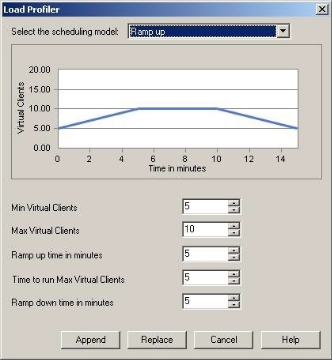 Load Profiler
Select the scheduling model: Ramp up
20.00
15.00
10.00
5.00
0.00
Virtual Clients
0 2 4 6 8 10 12 14
Time in minutes
Min Virtual Clients 5
Max Virtual Clients 10
Ramp up time in minutes 5
Time to run Max Virtual Clients 5
Ramp down time in minutes 5
Append Replace Cancel Help